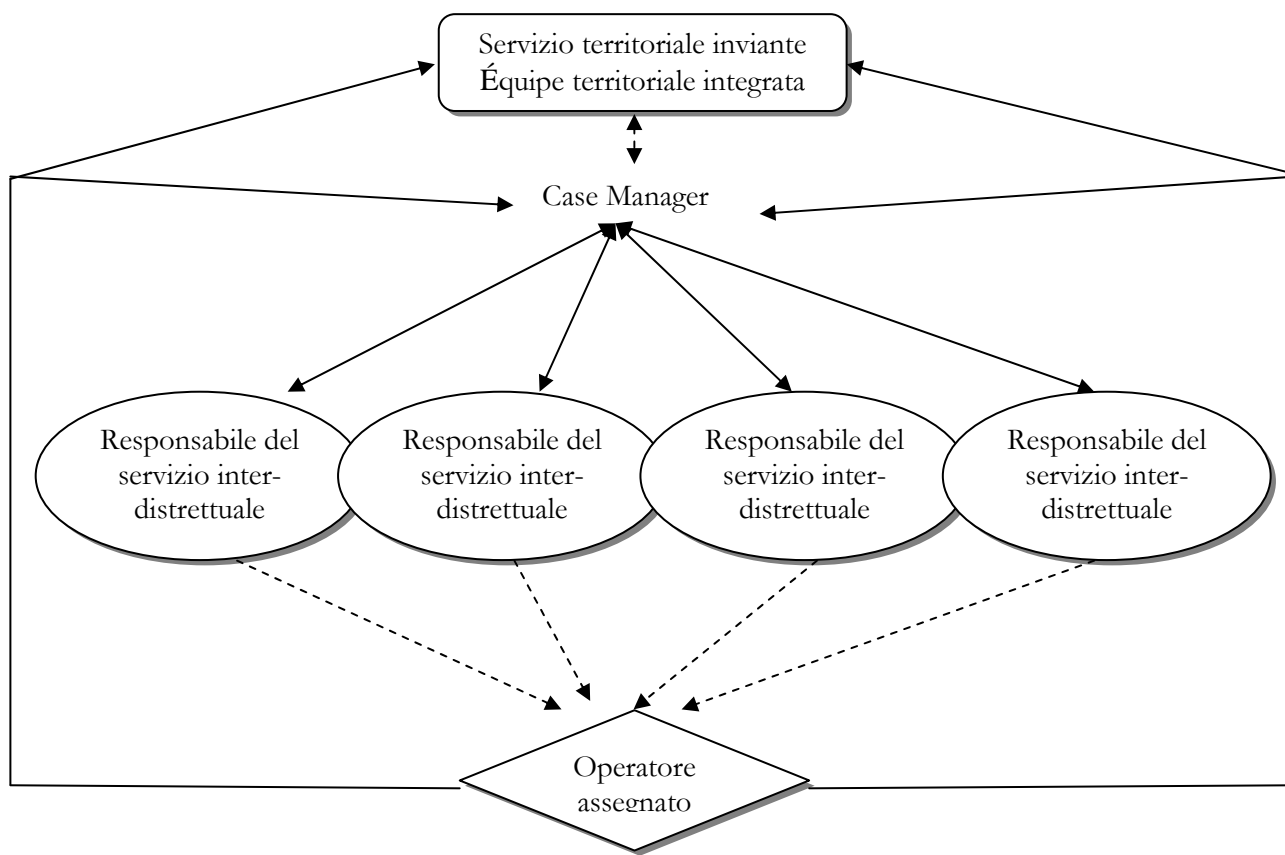 Servizio territoriale inviante
Équipe territoriale integrata
Case Manager
Responsabile del
servizio inter-
distrettuale
Responsabile del
servizio inter-
distrettuale
Responsabile del
servizio inter-
distrettuale
Responsabile del
servizio inter-
distrettuale
Operatore
assegnato